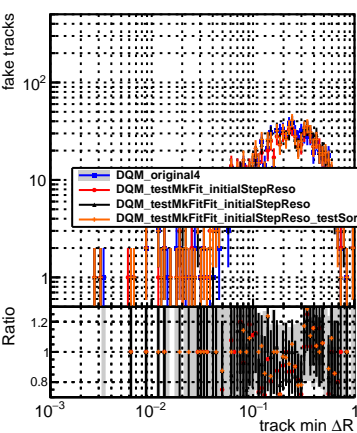 fake tracks
10²
10
1
DQM_original4
DQM_testMkFit_initialStepReso
DQM_testMkFitFit_initialStepReso
DQM_testMkFitFit_initialStepReso_testSor
Ratio
1.2
1
0.8
10⁻³ 10⁻² 10⁻¹ 1
track min ΔR